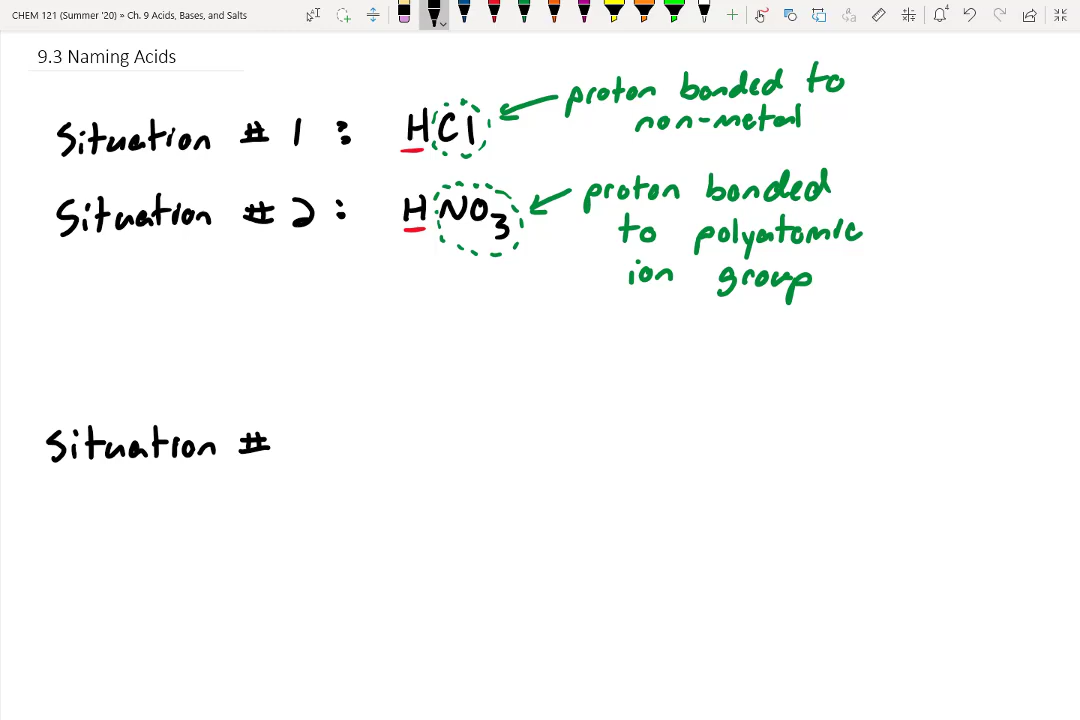 CHEM 121 (Summer '20) » Ch. 9 Acids, Bases, and Salts
4
9.3 Naming Acids
Situation # 1 : HCl proton bonded to
non-metal
Situation # 2 : HNO3 proton bonded
to polyatomic
ion group
Situation #